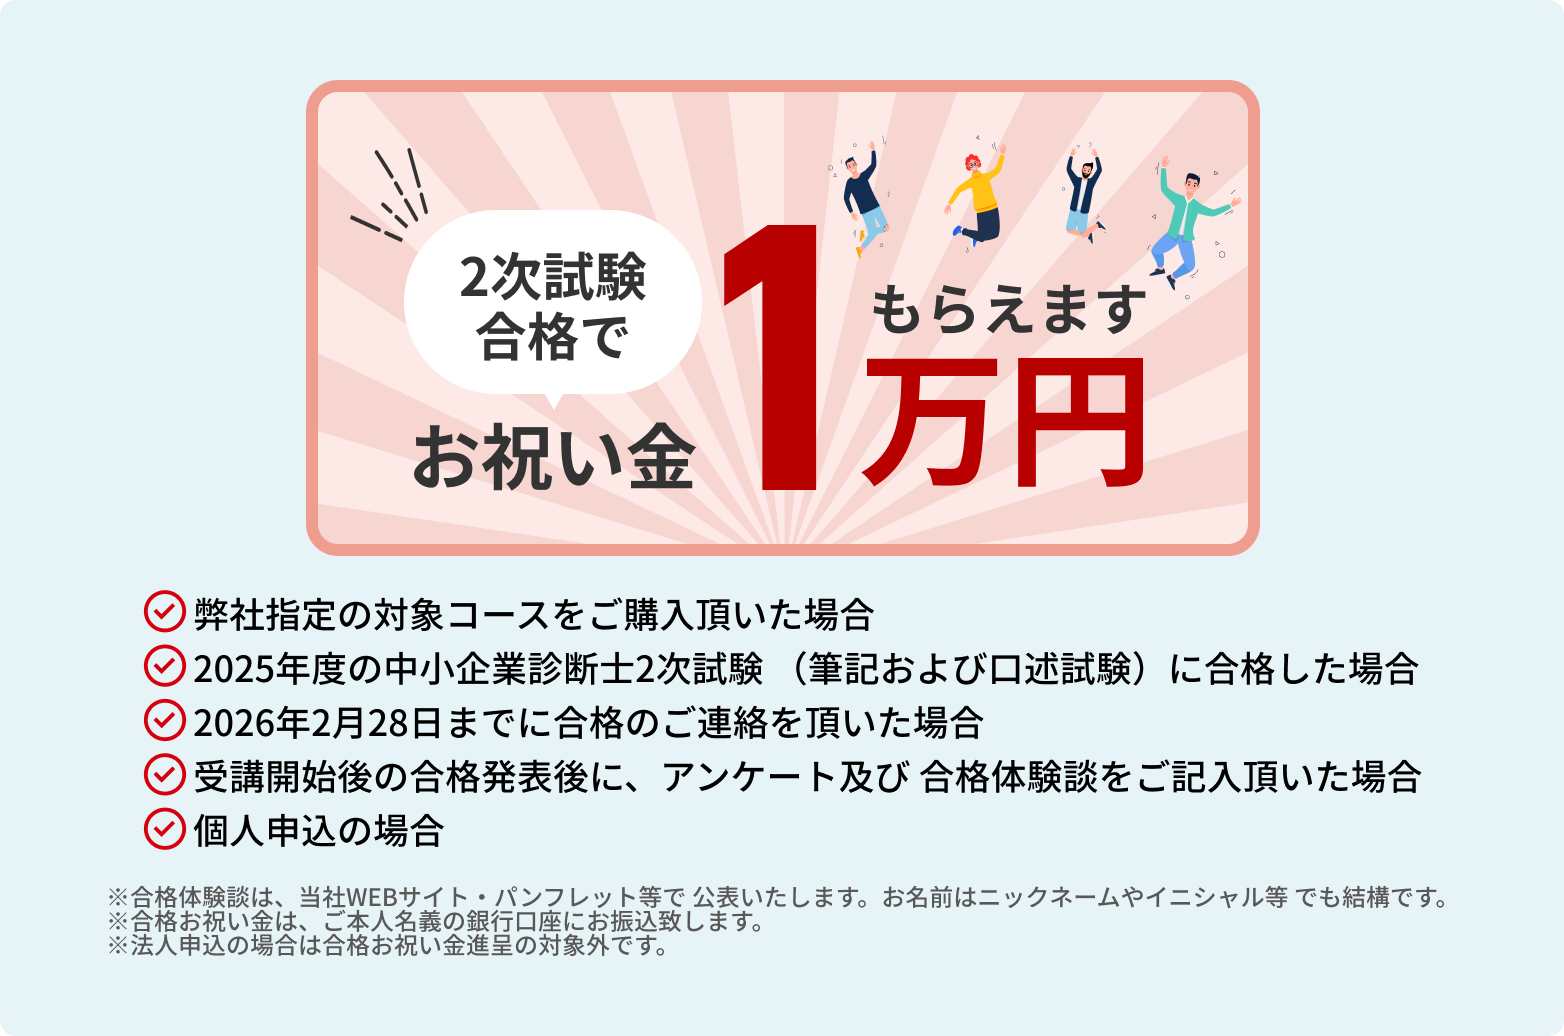 2次試験
合格で
お祝い金
1
もらえます
万円
弊社指定の対象コースをご購入頂いた場合
2025年度の中小企業診断士2次試験 （筆記および口述試験）に合格した場合
2026年2月28日までに合格のご連絡を頂いた場合
受講開始後の合格発表後に、アンケート及び 合格体験談をご記入頂いた場合
個人申込の場合
※合格体験談は、当社WEBサイト・パンフレット等で 公表いたします。お名前はニックネームやイニシャル等 でも結構です。
※合格お祝い金は、ご本人名義の銀行口座にお振込致します。
※法人申込の場合は合格お祝い金進呈の対象外です。